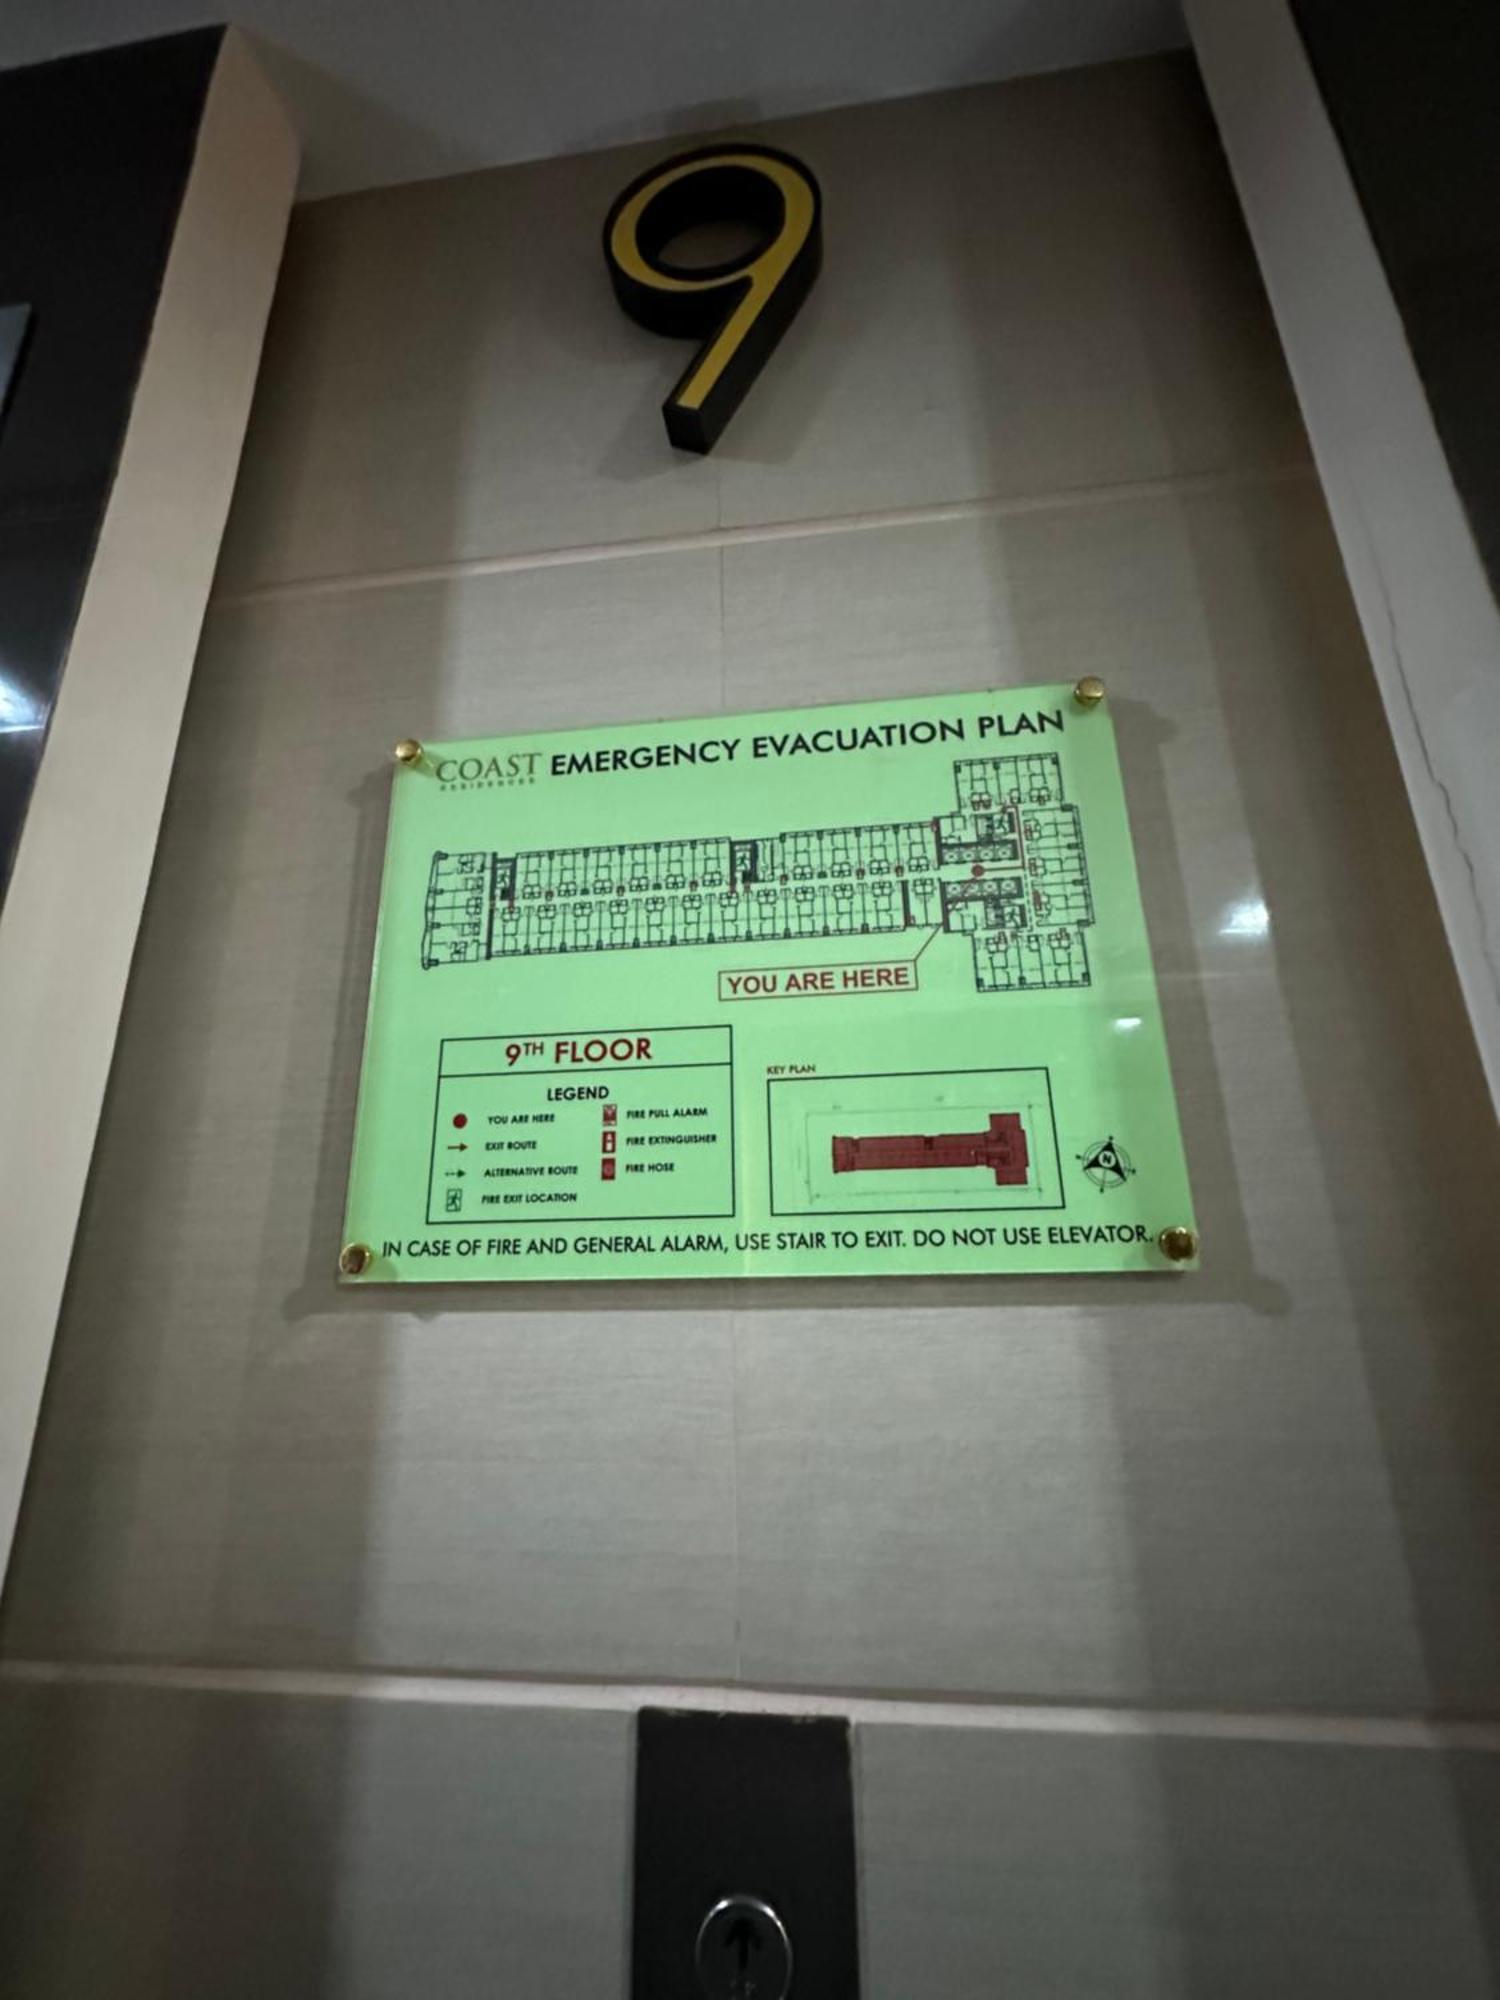 9
COAST EMERGENCY EVACUATION PLAN
RESIDENCES
YOU ARE HERE
9TH FLOOR
LEGEND
YOU ARE HERE
EXIT ROUTE
ALTERNATIVE ROUTE
FIRE EXIT LOCATION
FIRE PULL ALARM
FIRE EXTINGUISHER
FIRE HOSE
KEY PLAN
N
IN CASE OF FIRE AND GENERAL ALARM, USE STAIR TO EXIT. DO NOT USE ELEVATOR.